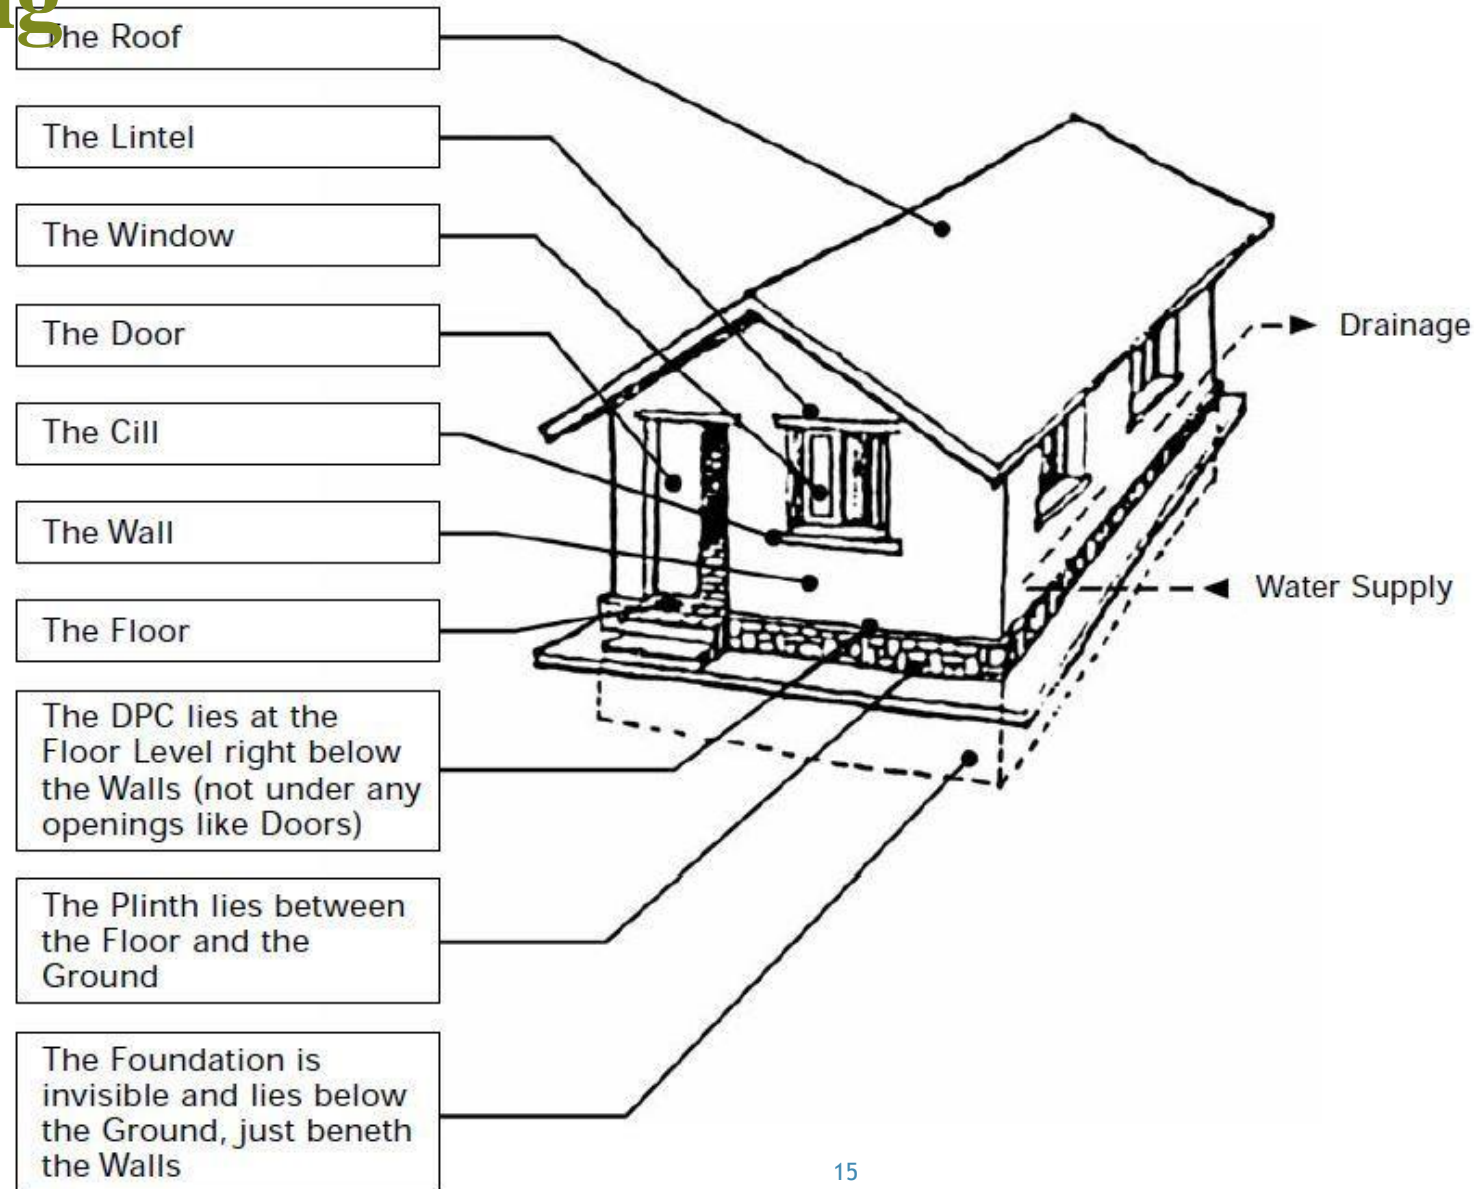 g
The Roof
The Lintel
The Window
The Door
The Cill
The Wall
The Floor
The DPC lies at the
Floor Level right below
the Walls (not under any
openings like Doors)
The Plinth lies between
the Floor and the
Ground
The Foundation is
invisible and lies below
the Ground, just beneth
the Walls
Drainage
Water Supply
15